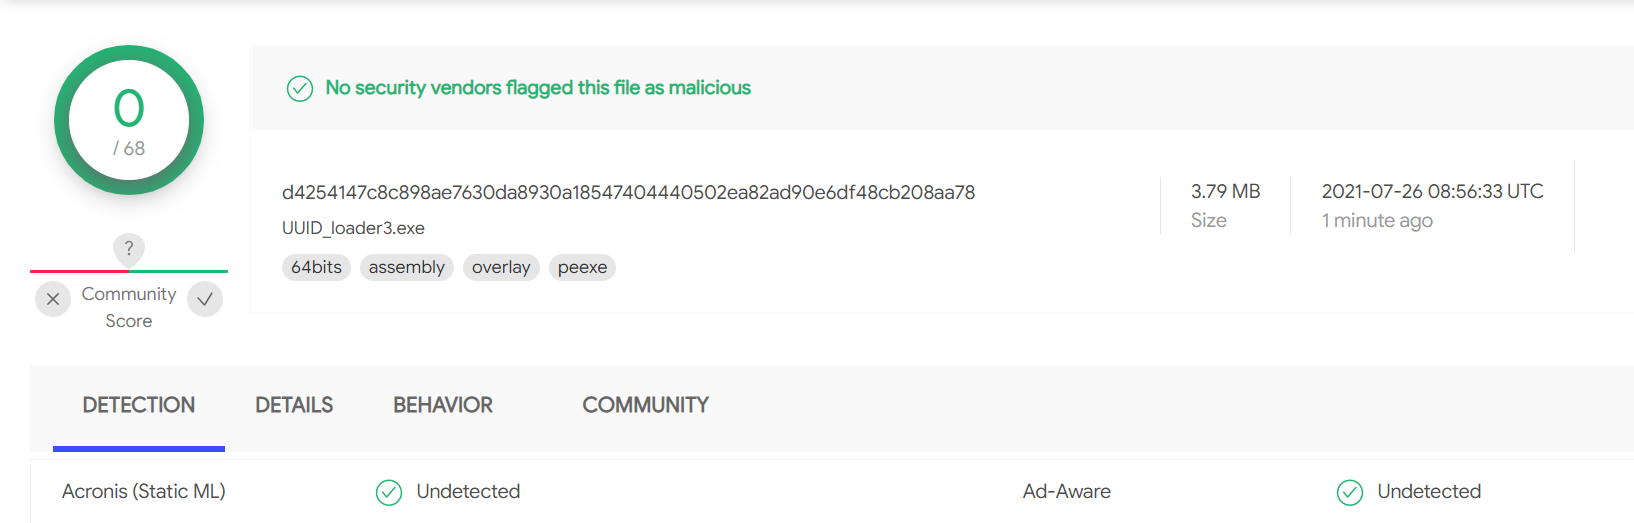 0
/ 68
?
Community
Score
No security vendors flagged this file as malicious
d4254147c8c898ae7630da8930a18547404440502ea82ad90e6df48cb208aa78
UUID_loader3.exe
64bits assembly overlay peexe
3.79 MB
Size
2021-07-26 08:56:33 UTC
1 minute ago
DETECTION DETAILS BEHAVIOR COMMUNITY
Acronis (Static ML) Undetected Ad-Aware Undetected